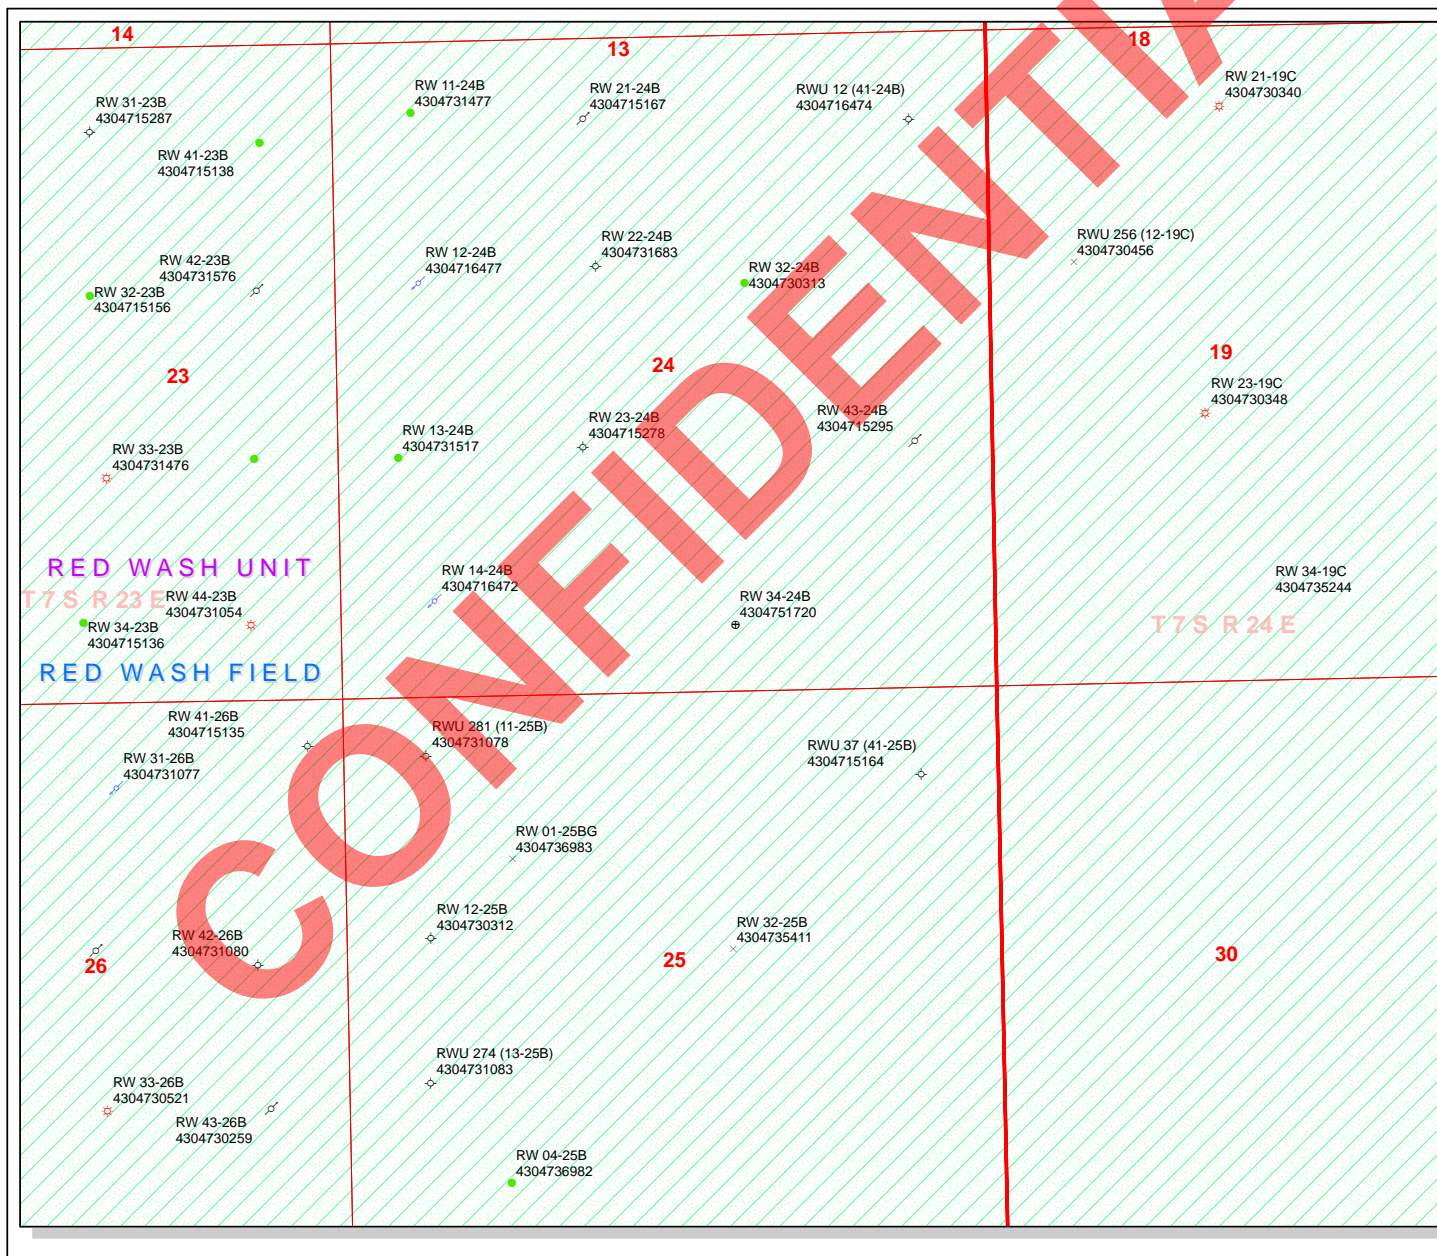 14
13
18
RW 31-23B
4304715287
RW 41-23B
4304715138
RW 11-24B
4304731477
RW 21-24B
4304715167
RWU 12 (41-24B)
4304716474
RW 21-19C
4304730340
RW 42-23B
4304731576
RW 32-23B
4304715156
RW 12-24B
4304716477
RW 22-24B
4304731683
RW 32-24B
4304730313
RWU 256 (12-19C)
4304730456
23
24
19
RW 33-23B
4304731476
RW 13-24B
4304731517
RW 23-24B
4304715278
RW 43-24B
4304715295
RW 23-19C
4304730348
RED WASH UNIT
T 7 S R 23 E
RW 44-23B
4304731054
RW 34-23B
4304715136
RED WASH FIELD
RW 14-24B
4304716472
RW 34-24B
4304751720
RW 34-19C
4304735244
T 7 S R 24 E
CONFIDENTIA
RW 41-26B
4304715135
RW 31-26B
4304731077
RWU 281 (11-25B)
4304731078
RWU 37 (41-25B)
4304715164
RW 01-25BG
4304736983
RW 42-26B
4304731080
RW 12-25B
4304730312
RW 32-25B
4304735411
26
25
30
RW 33-26B
4304730521
RW 43-26B
4304730259
RWU 274 (13-25B)
4304731083
RW 04-25B
4304736982